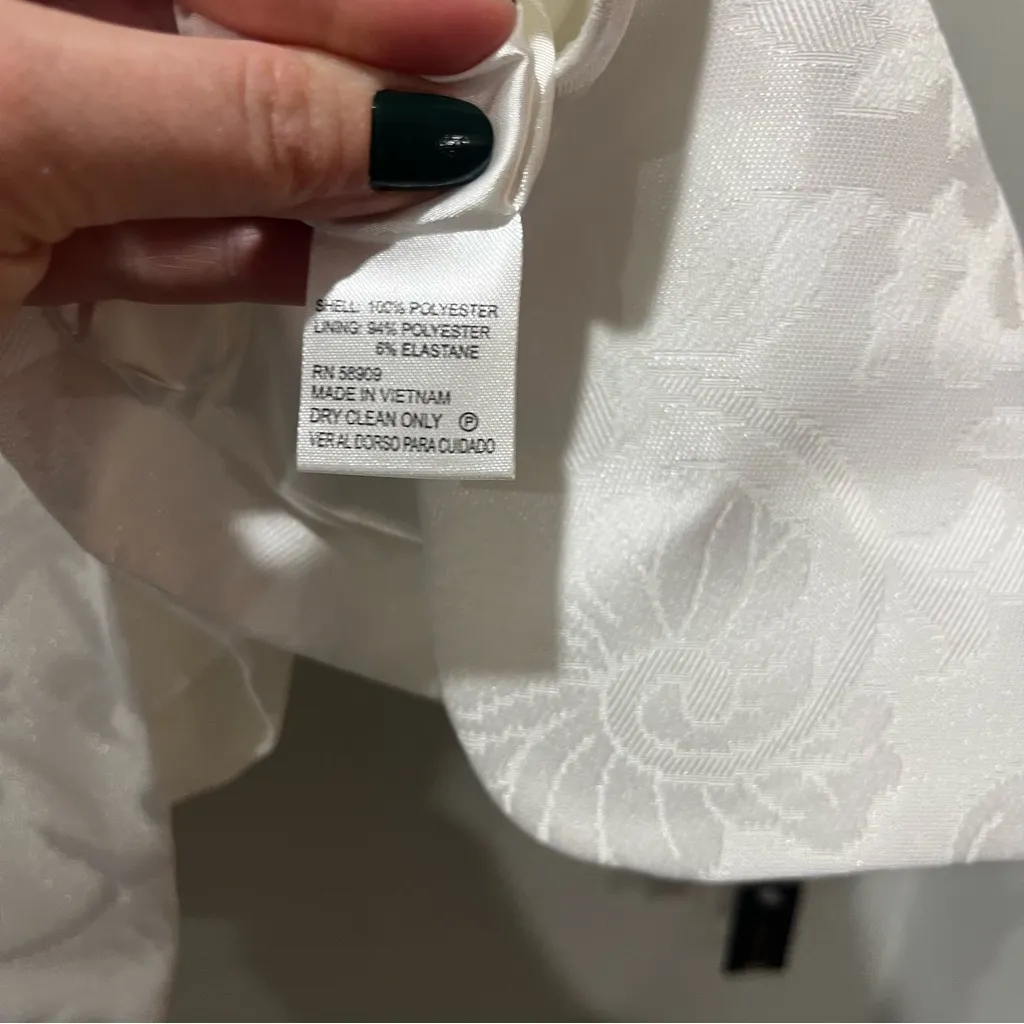 SHELL: 100% POLYESTER
LINING: 94% POLYESTER
6% ELASTANE
RN 58909
MADE IN VIETNAM
DRY CLEAN ONLY Ⓟ
VER AL DORSO PARA CUIDADO